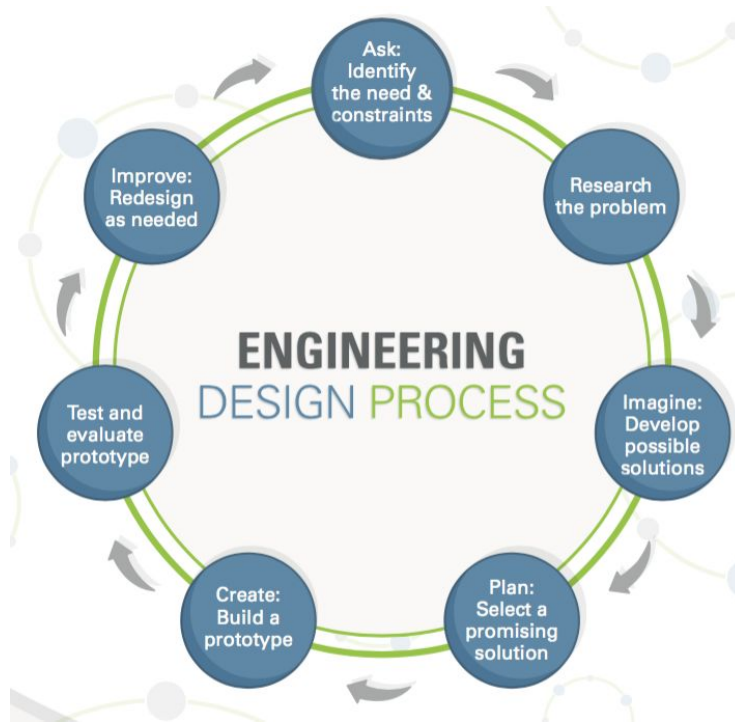 Ask:
Identify
the need &
constraints
Research
the problem
Imagine:
Develop
possible
solutions
Plan:
Select a
promising
solution
Create:
Build a
prototype
Test and
evaluate
prototype
Improve:
Redesign
as needed
ENGINEERING
DESIGN PROCESS